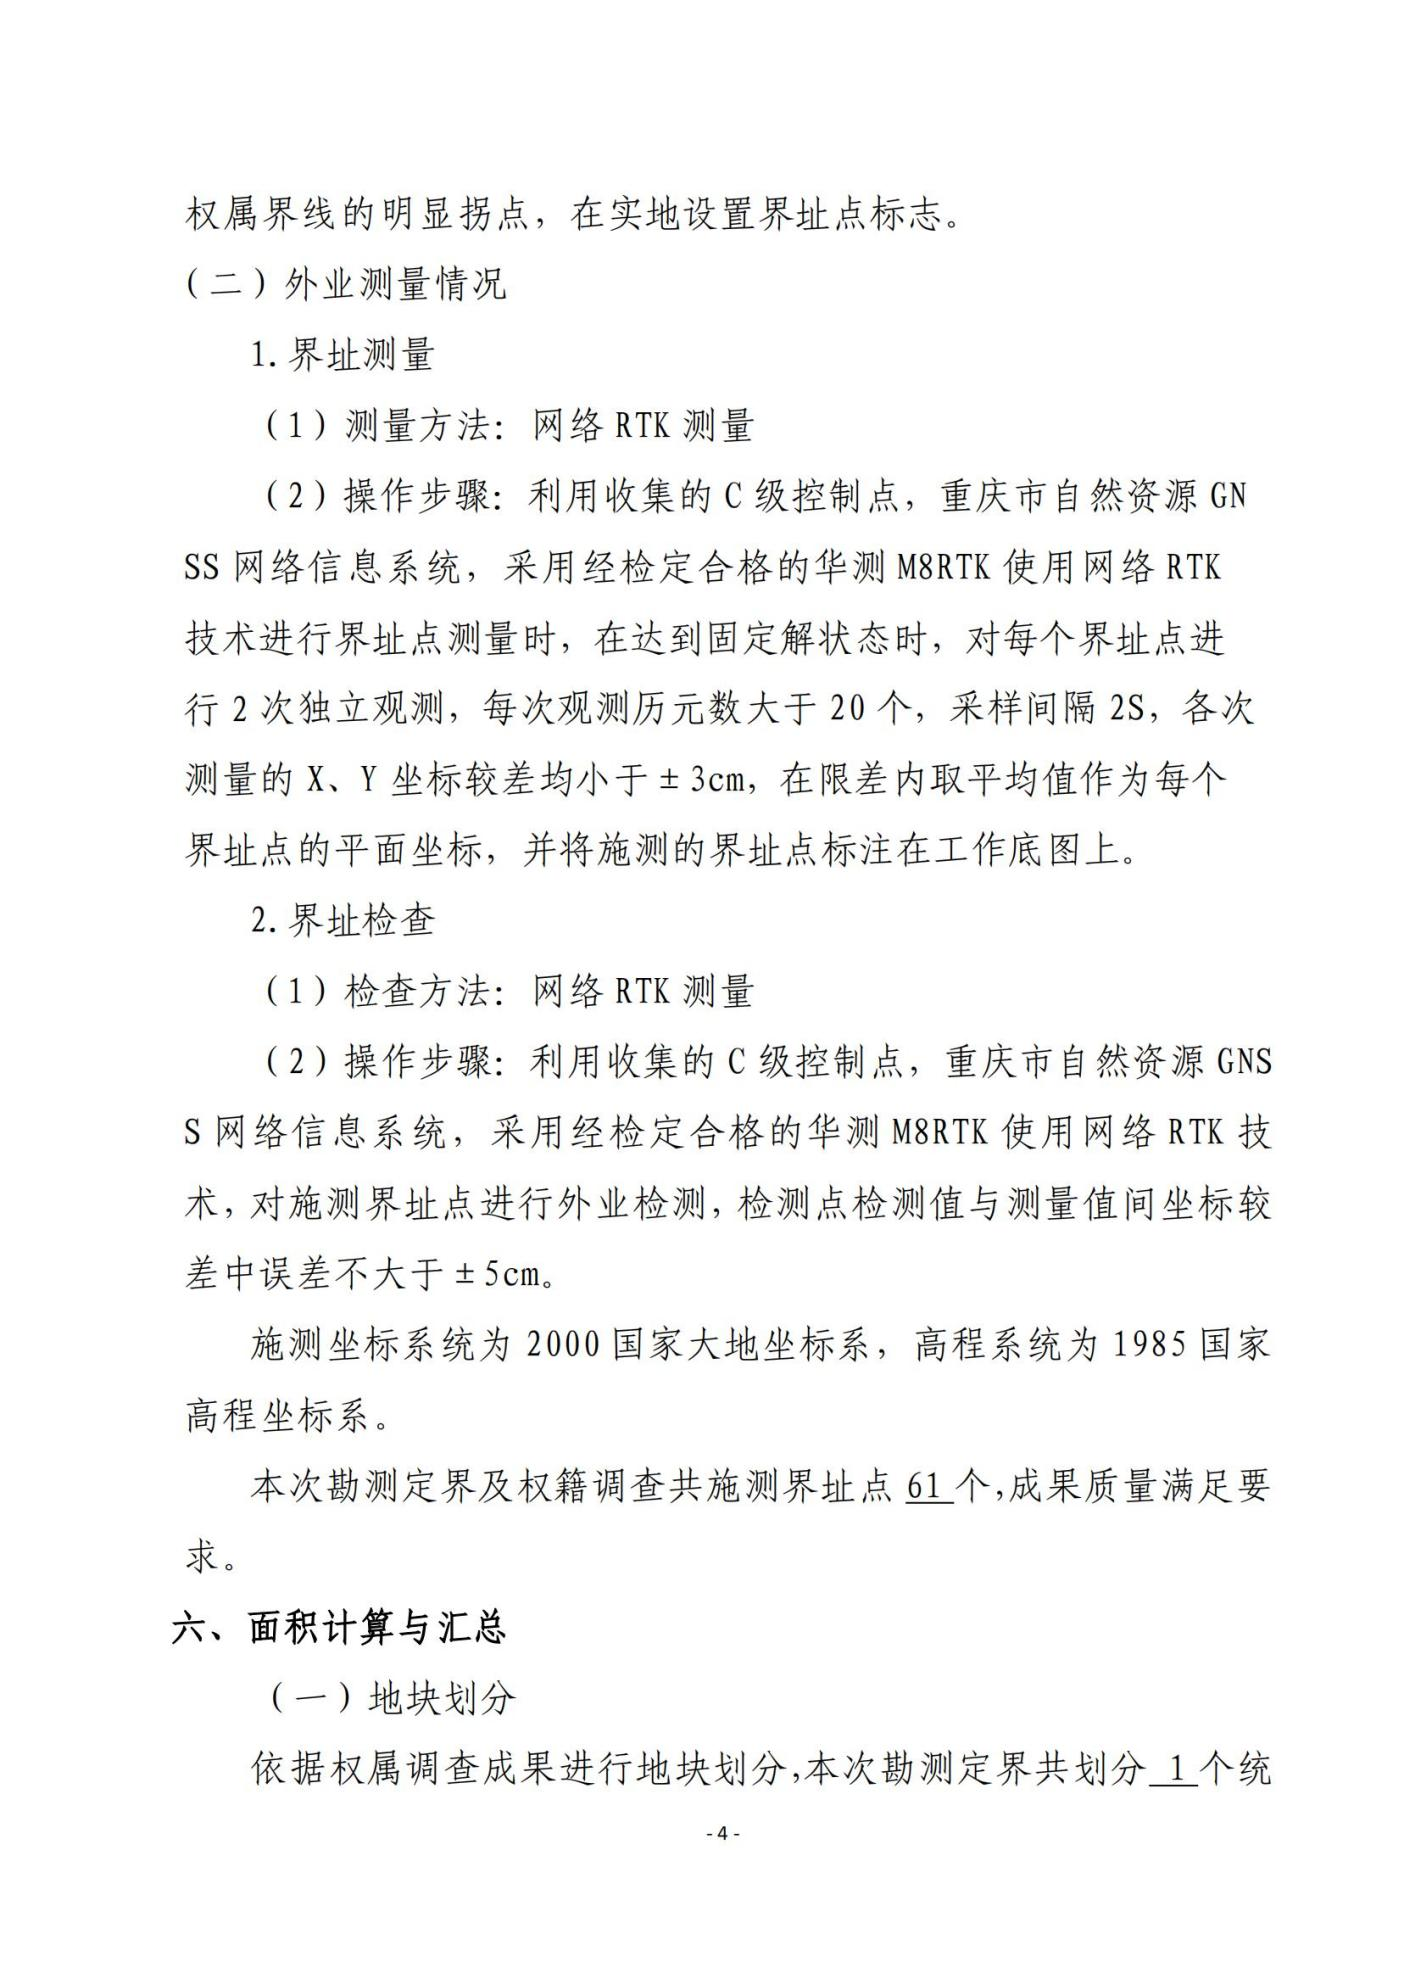 权属界线的明显拐点，在实地设置界址点标志。
（二）外业测量情况
1.界址测量
（1）测量方法：网络 RTK 测量
（2）操作步骤：利用收集的 C 级控制点，重庆市自然资源 GN
SS 网络信息系统，采用经检定合格的华测 M8RTK 使用网络 RTK
技术进行界址点测量时，在达到固定解状态时，对每个界址点进
行 2 次独立观测，每次观测历元数大于 20 个，采样间隔 2S，各次
测量的 X、Y 坐标较差均小于±3cm，在限差内取平均值作为每个
界址点的平面坐标，并将施测的界址点标注在工作底图上。
2.界址检查
（1）检查方法：网络 RTK 测量
（2）操作步骤：利用收集的 C 级控制点，重庆市自然资源 GNS
S 网络信息系统，采用经检定合格的华测 M8RTK 使用网络 RTK 技
术，对施测界址点进行外业检测，检测点检测值与测量值间坐标较
差中误差不大于±5cm。
施测坐标系统为 2000 国家大地坐标系，高程系统为 1985 国家
高程坐标系。
本次勘测定界及权籍调查共施测界址点 61 个，成果质量满足要
求。
六、面积计算与汇总
（一）地块划分
依据权属调查成果进行地块划分，本次勘测定界共划分 1 个统
- 4 -